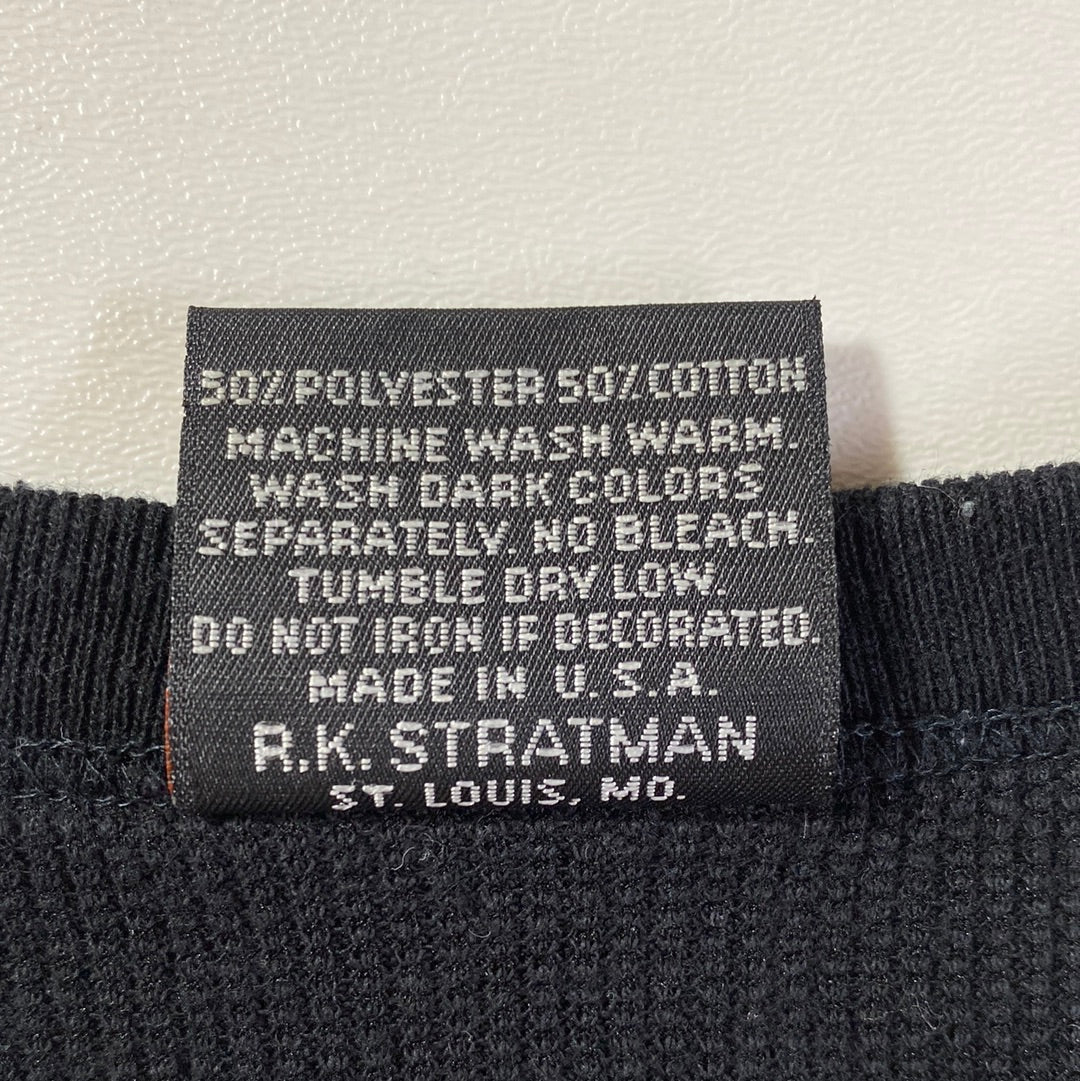 50% POLYESTER 50% COTTON
MACHINE WASH WARM.
WASH DARK COLORS
SEPARATELY. NO BLEACH.
TUMBLE DRY LOW.
DO NOT IRON IF DECORATED.
MADE IN U.S.A.
R.K. STRATMAN
ST. LOUIS, MO.